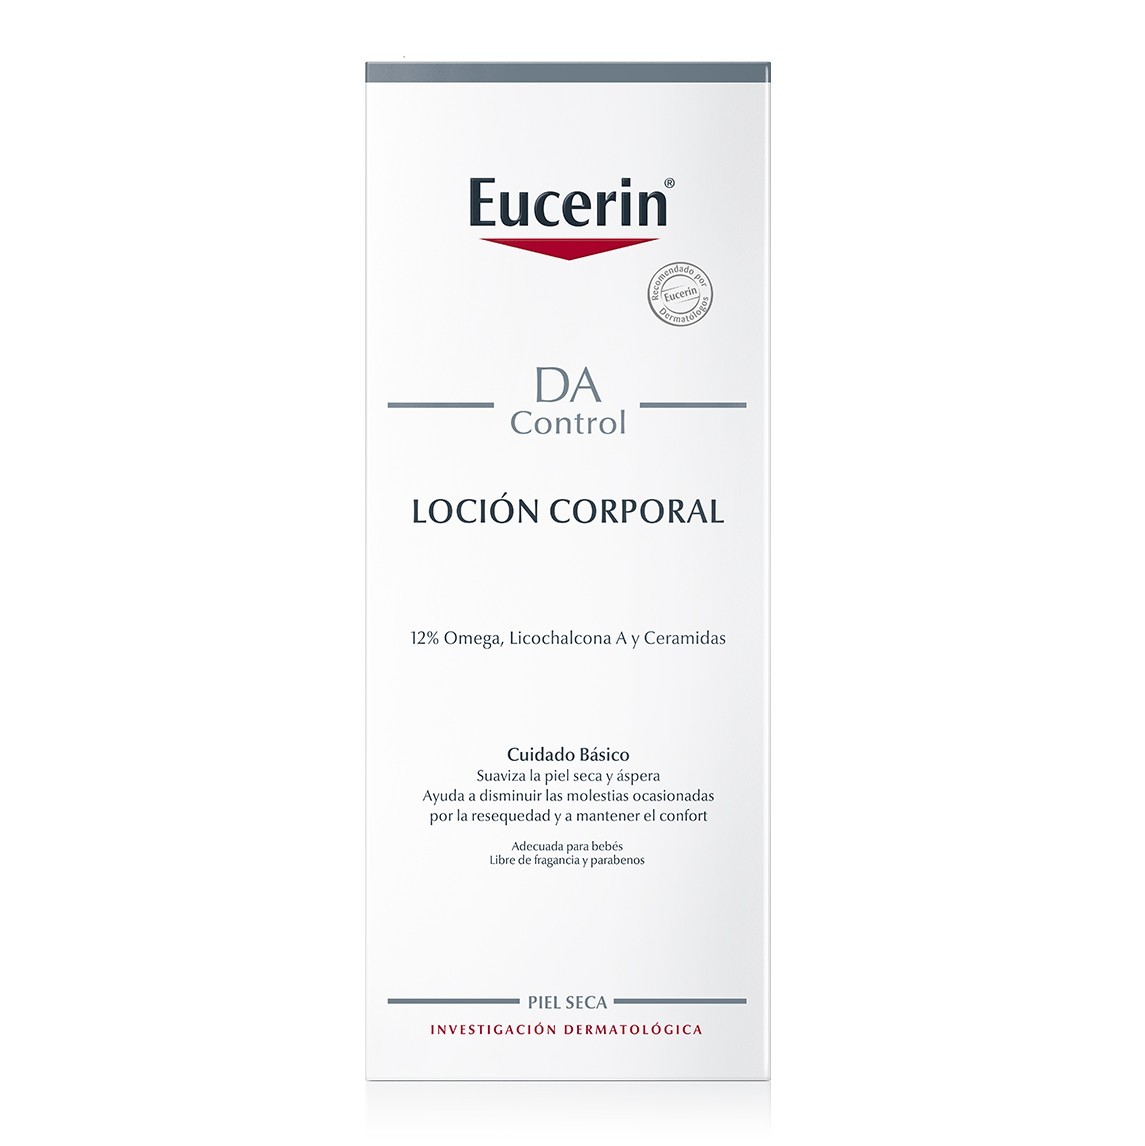 Eucerin®
Recomendado por
Eucerin
Dermatólogos
DA
Control
LOCIÓN CORPORAL
12% Omega, Licochalcona A y Ceramidas
Cuidado Básico
Suaviza la piel seca y áspera
Ayuda a disminuir las molestias ocasionadas
por la resequedad y a mantener el confort
Adecuada para bebés
Libre de fragancia y parabenos
PIEL SECA
INVESTIGACIÓN DERMATOLÓGICA